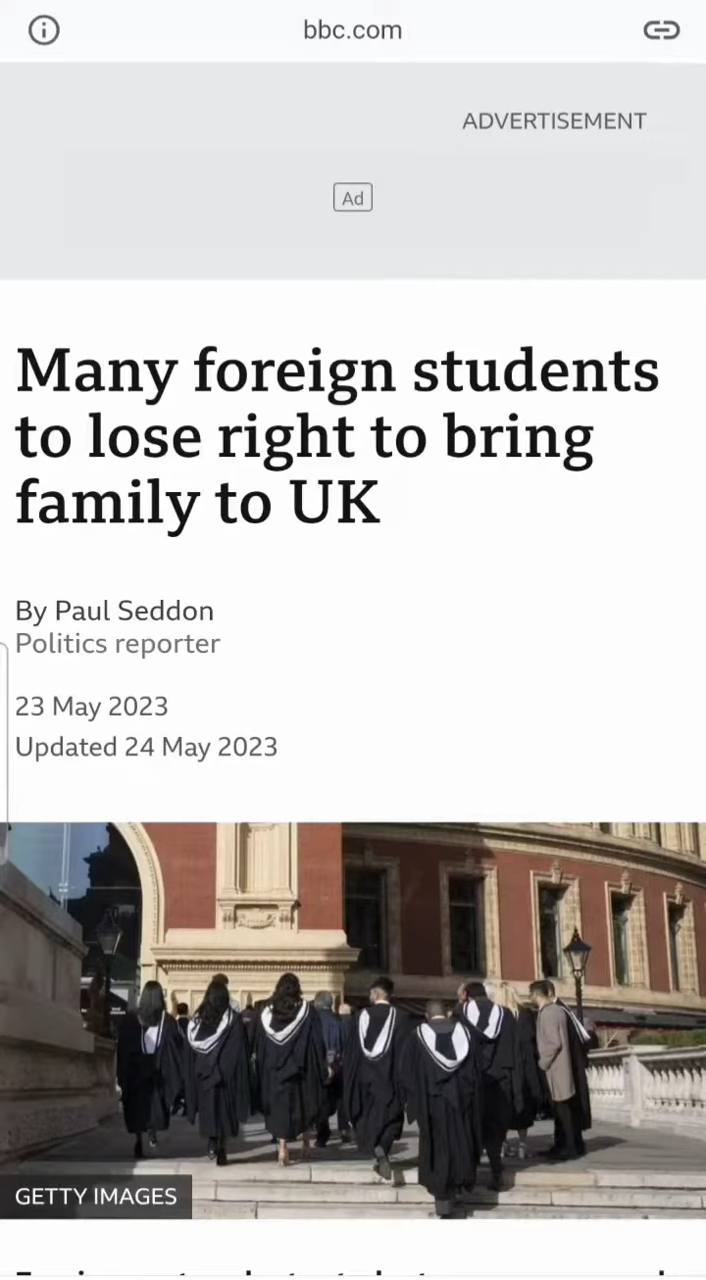 bbc.com
ADVERTISEMENT
Ad
Many foreign students
to lose right to bring
family to UK
By Paul Seddon
Politics reporter
23 May 2023
Updated 24 May 2023
GETTY IMAGES